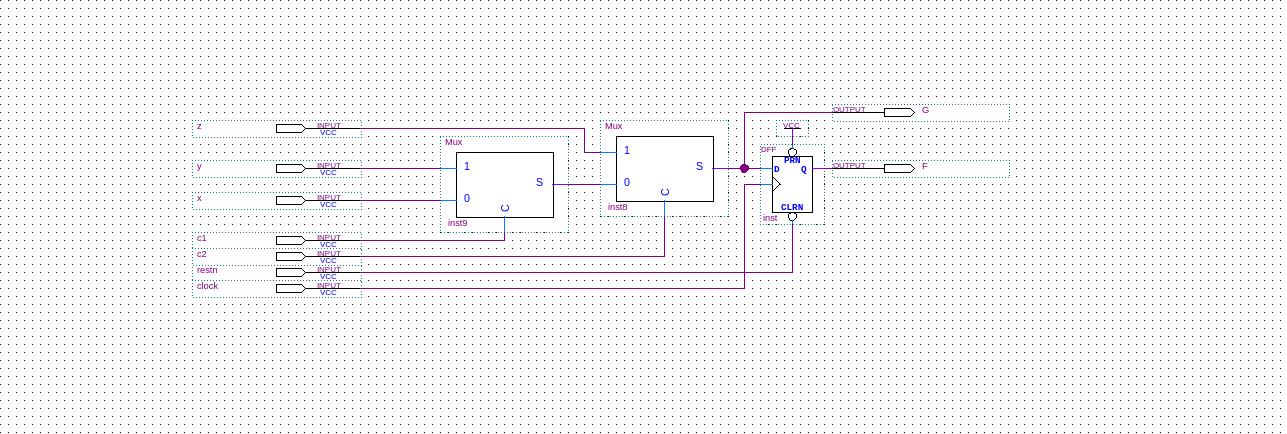 OUTPUT G
z INPUT
VCC
Mux
VCC
Mux
1
S
0
C
inst8
DFF
PRN
D Q
CLRN
inst
y INPUT
VCC
OUTPUT F
1
S
0
C
inst9
x INPUT
VCC
c1 INPUT
VCC
c2 INPUT
VCC
restn INPUT
VCC
clock INPUT
VCC